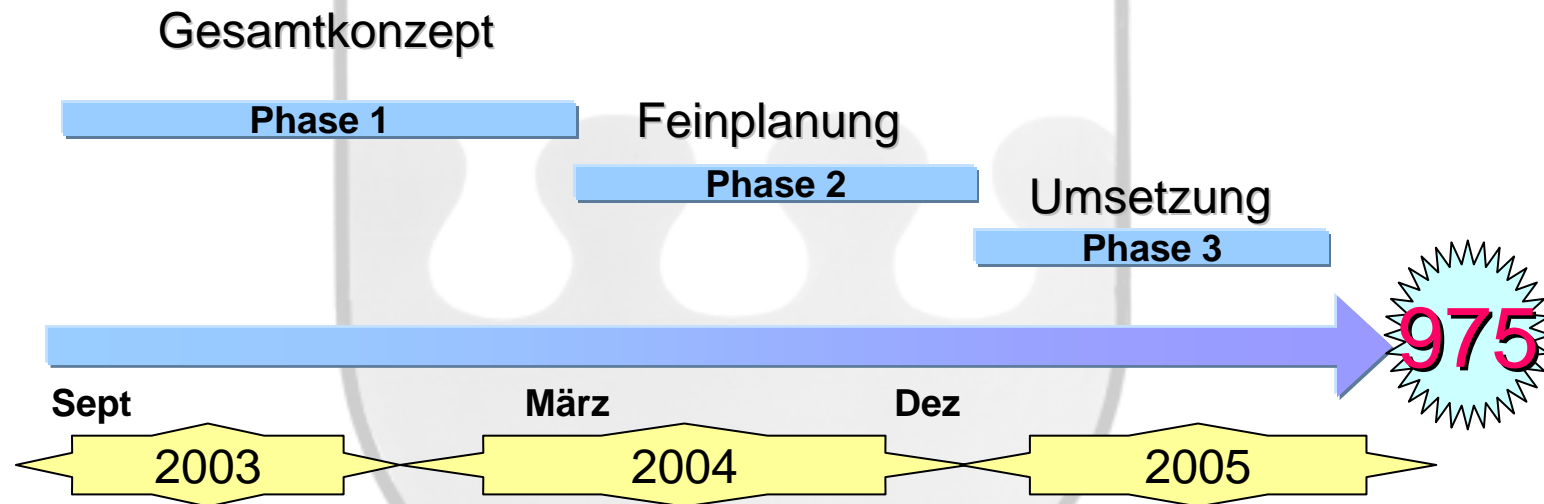 Gesamtkonzept
Phase 1
Feinplanung
Phase 2
Umsetzung
Phase 3
975
Sept März Dez
2003 2004 2005